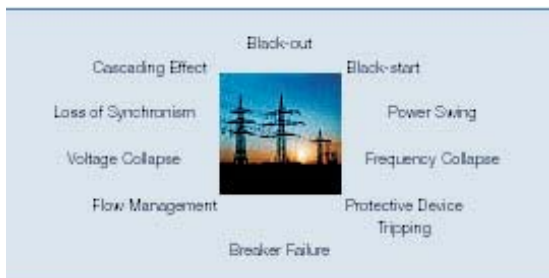 Black-out
Cascading Effect
Black-start
Loss of Synchronism
Power Swing
Voltage Collapse
Frequency Collapse
Flow Management
Protective Device
Tripping
Breaker Failure